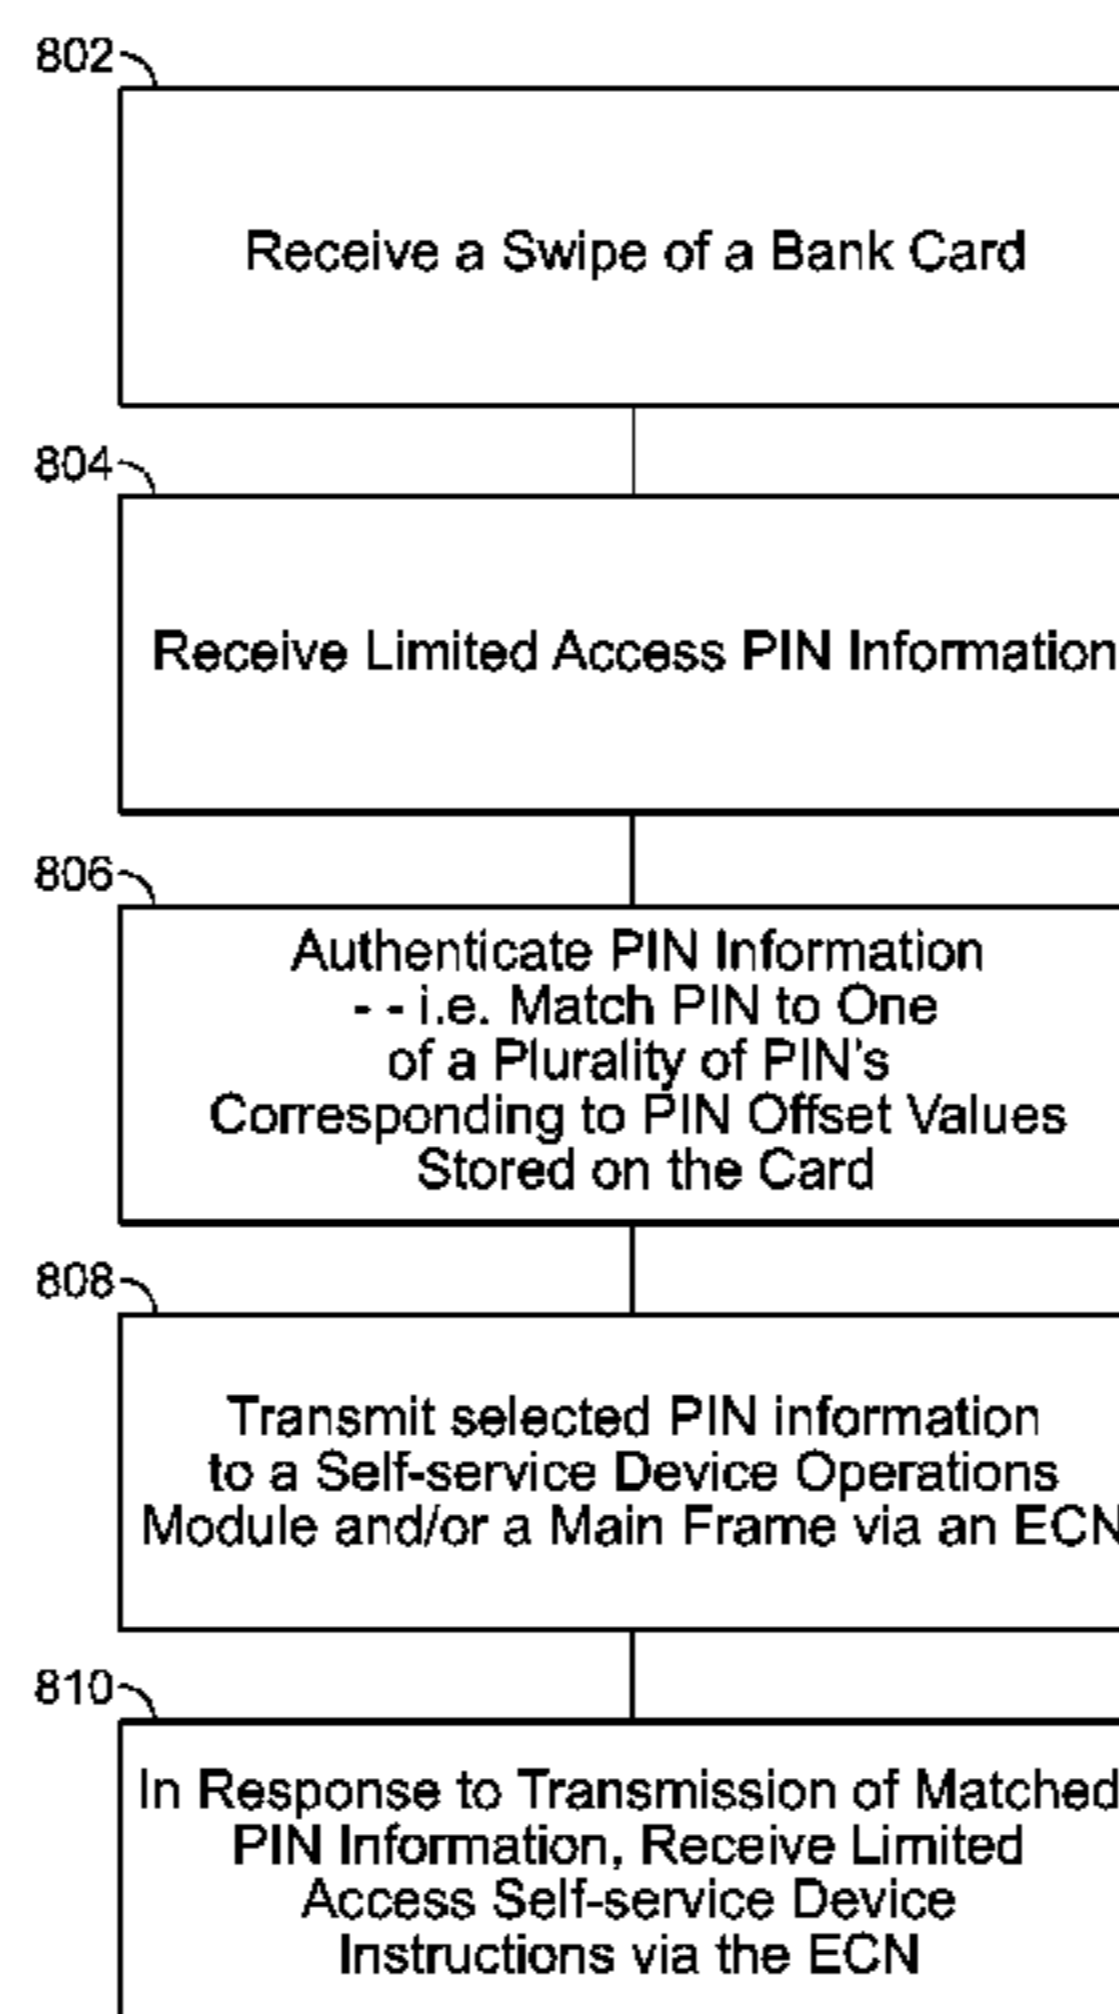 802
Receive a Swipe of a Bank Card
804
Receive Limited Access PIN Information
806
Authenticate PIN Information
- - i.e. Match PIN to One
of a Plurality of PIN's
Corresponding to PIN Offset Values
Stored on the Card
808
Transmit selected PIN information
to a Self-service Device Operations
Module and/or a Main Frame via an ECN
810
In Response to Transmission of Matched
PIN Information, Receive Limited
Access Self-service Device
Instructions via the ECN